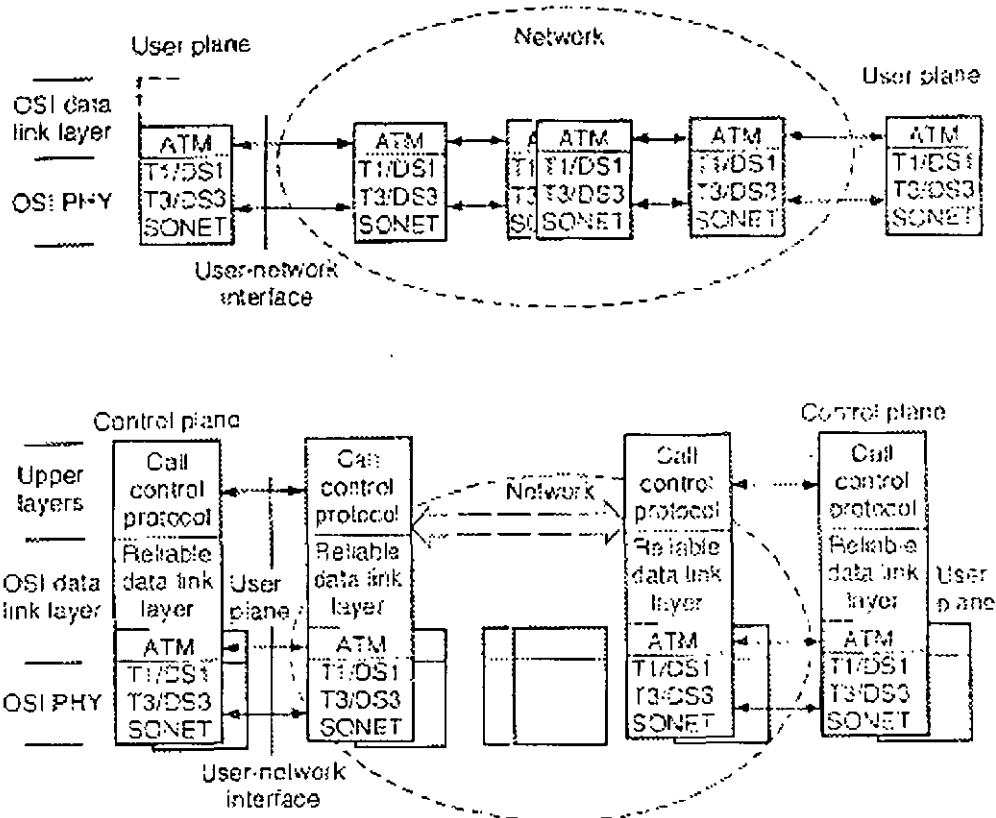 User plane
Network
User plane
OSI data
link layer
OSI PHY
ATM
T1/DS1
T3/DS3
SONET
ATM
T1/DS1
T3/DS3
SONET
ATM
T1/DS1
T3/DS3
SONET
ATM
T1/DS1
T3/DS3
SONET
ATM
T1/DS1
T3/DS3
SONET
User-network
interface
Control plane
Control plane
Upper
layers
OSI data
link layer
OSI PHY
Call
control
protocol
Reliable
data link
layer
ATM
T1/DS1
T3/DS3
SONET
User
plane
Call
control
protocol
Reliable
data link
layer
ATM
T1/DS1
T3/DS3
SONET
Network
Call
control
protocol
Reliable
data link
layer
ATM
T1/DS1
T3/DS3
SONET
Call
control
protocol
Reliable
data link
layer
ATM
T1/DS1
T3/DS3
SONET
User
plane
User-network
interface